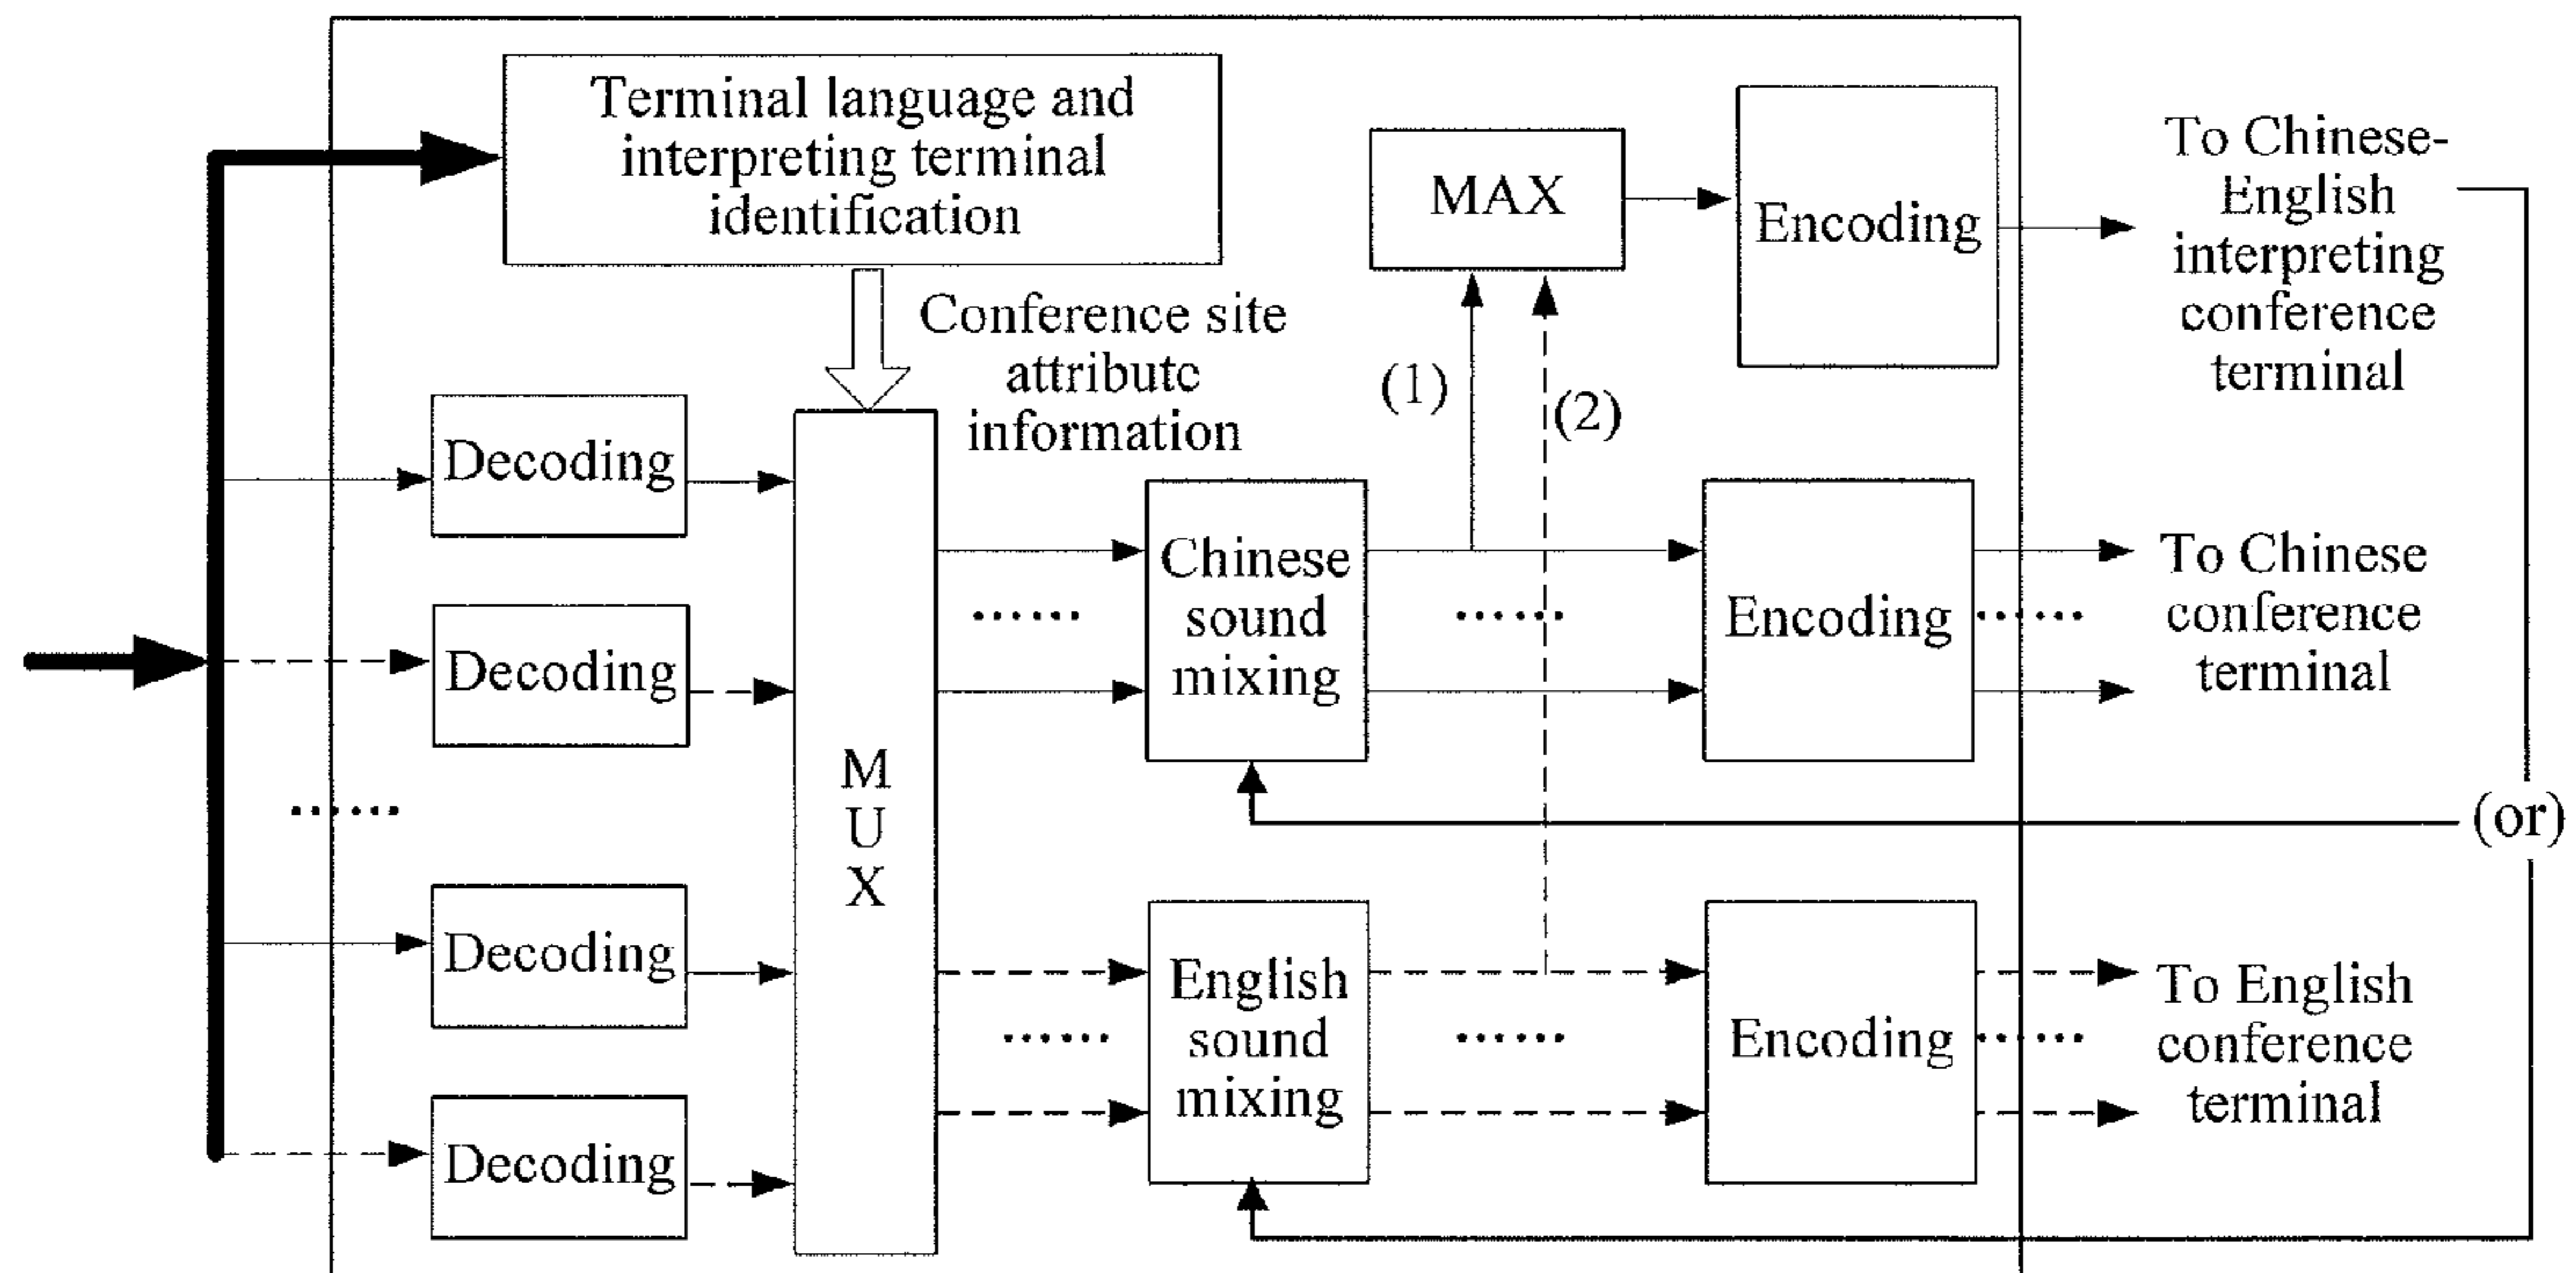 Terminal language and
interpreting terminal
identification
MAX
Encoding
To Chinese-
English
interpreting
conference
terminal
Conference site
attribute
information
(1)
(2)
Decoding
Decoding
......
Decoding
Decoding
M
U
X
......
Chinese
sound
mixing
......
Encoding
......
To Chinese
conference
terminal
(or)
......
English
sound
mixing
......
Encoding
......
To English
conference
terminal